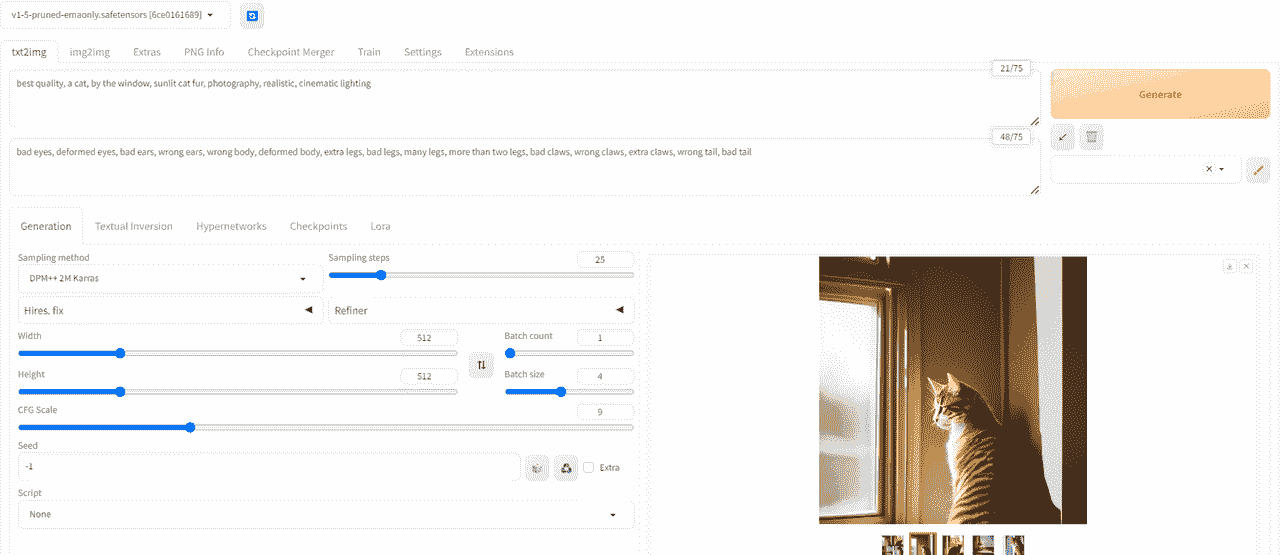 v1-5-pruned-emaonly.safetensors [6ce0161689]
txt2img img2img Extras PNG Info Checkpoint Merger Train Settings Extensions
21/75
best quality, a cat, by the window, sunlit cat fur, photography, realistic, cinematic lighting
Generate
48/75
bad eyes, deformed eyes, bad ears, wrong ears, wrong body, deformed body, extra legs, bad legs, many legs, more than two legs, bad claws, wrong claws, extra claws, wrong tail, bad tail
Generation Textual Inversion Hypernetworks Checkpoints Lora
Sampling method
DPM++ 2M Karras
Sampling steps
25
Hires. fix
Refiner
Width
512
Batch count
1
Height
512
Batch size
4
CFG Scale
9
Seed
-1
Extra
Script
None